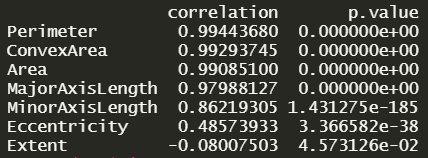 correlation p.value
Perimeter 0.99443680 0.000000e+00
ConvexArea 0.99293745 0.000000e+00
Area 0.99085100 0.000000e+00
MajorAxisLength 0.97988127 0.000000e+00
MinorAxisLength 0.86219305 1.431275e-185
Eccentricity 0.48573933 3.366582e-38
Extent -0.08007503 4.573126e-02